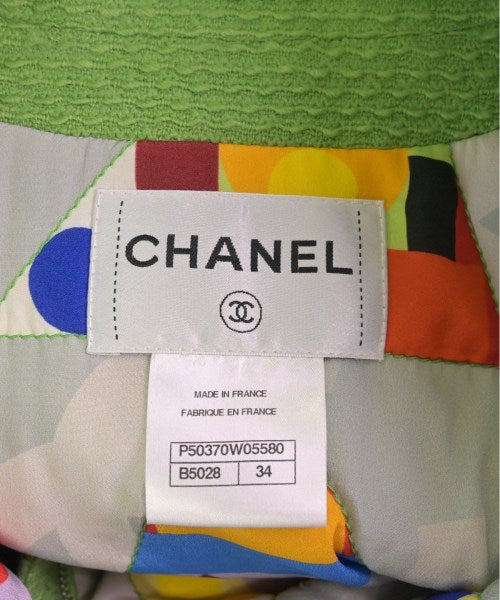 CHANEL
MADE IN FRANCE
FABRIQUE EN FRANCE
P50370W05580
B5028 34